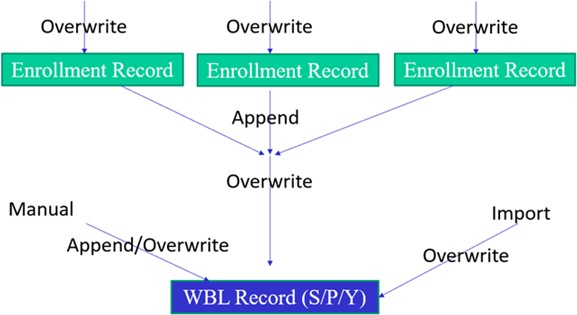 Overwrite
Overwrite
Overwrite
Enrollment Record
Enrollment Record
Enrollment Record
Append
Overwrite
Manual
Import
Append/Overwrite
Overwrite
WBL Record (S/P/Y)